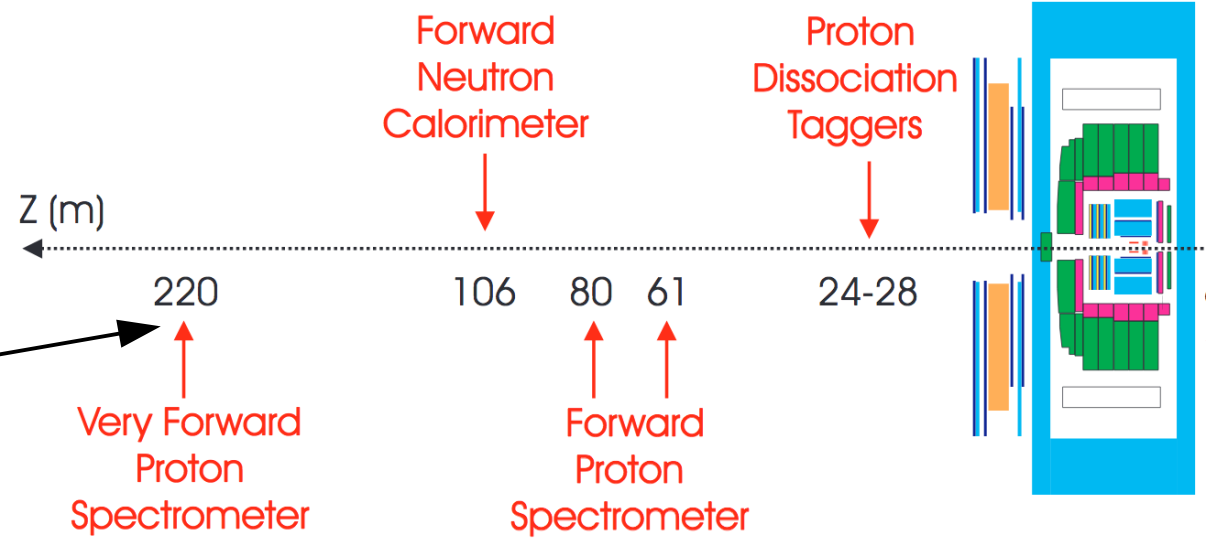 Forward
Neutron
Calorimeter
Proton
Dissociation
Taggers
Z (m)
220
106
80
61
24-28
Very Forward
Proton
Spectrometer
Forward
Proton
Spectrometer